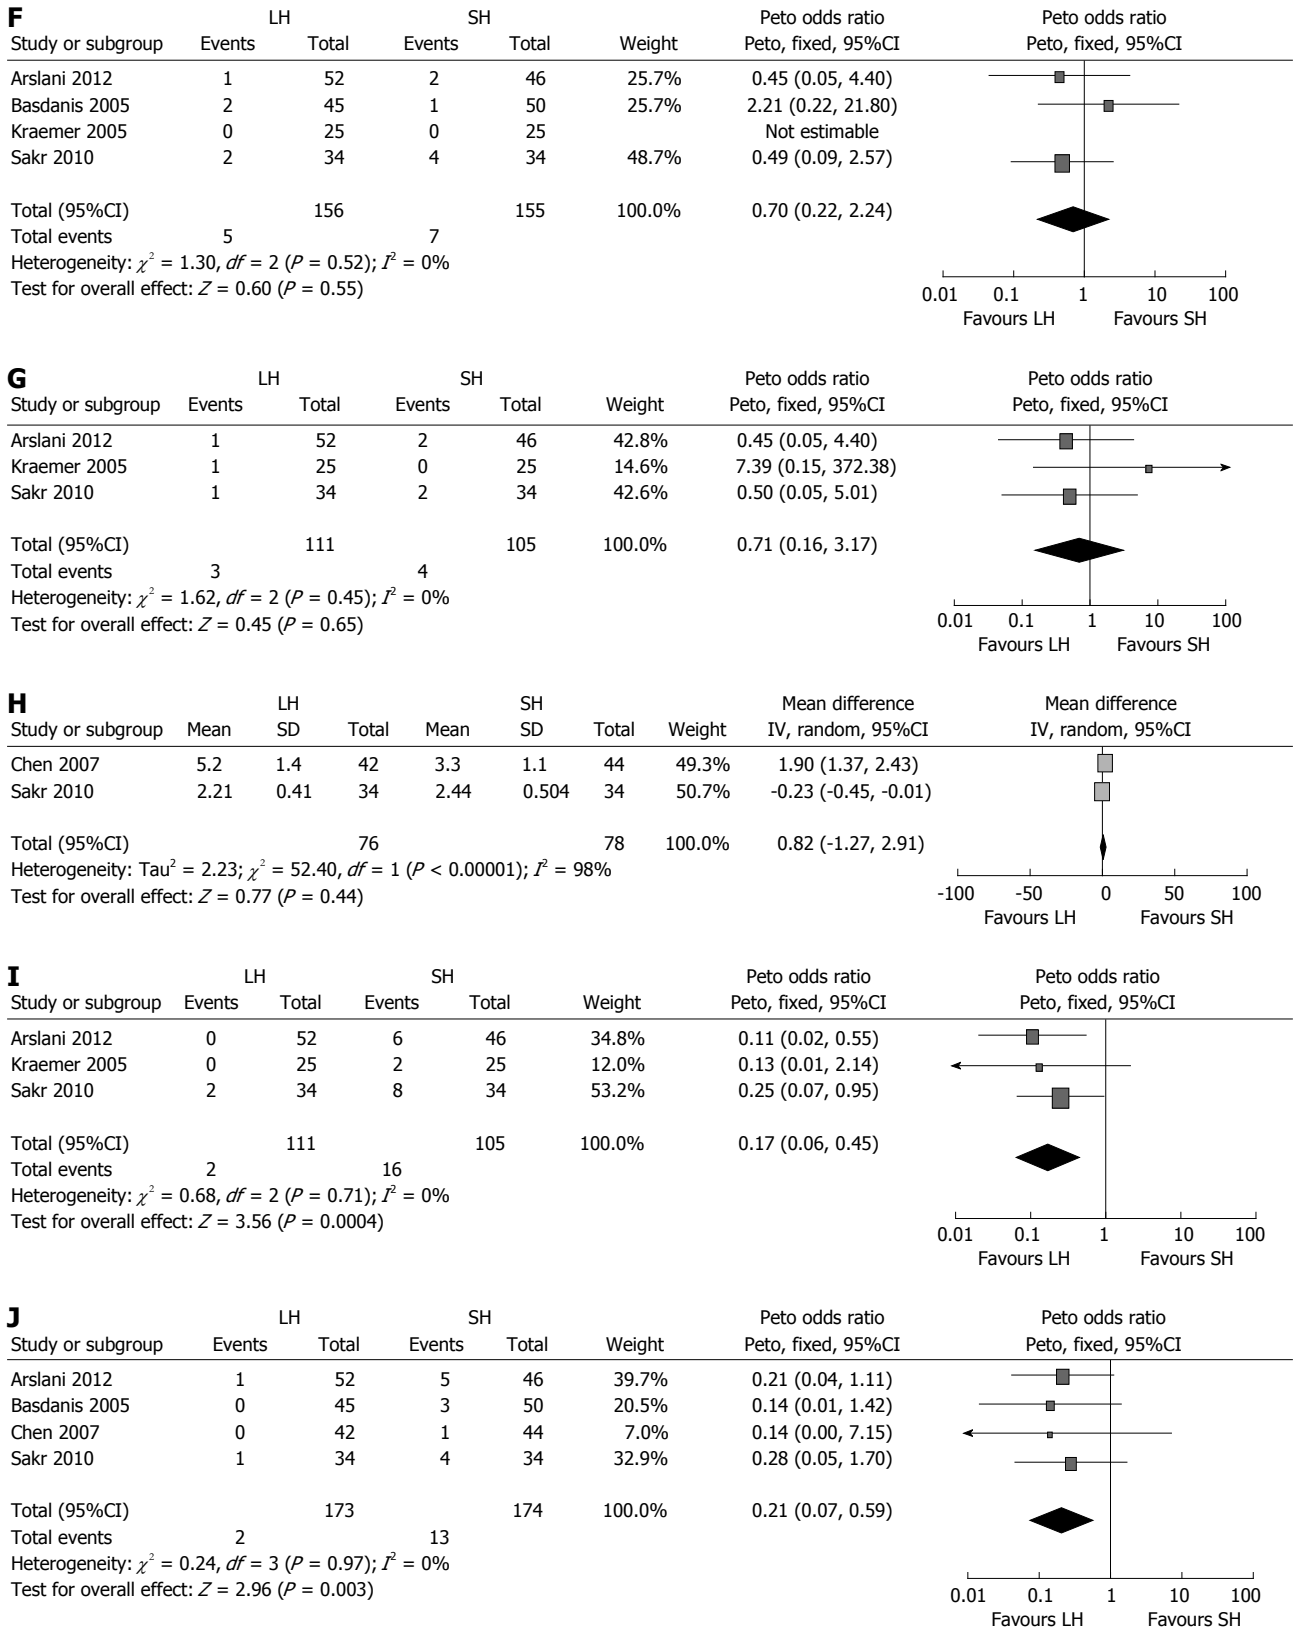 F LH SH Peto odds ratio Peto odds ratio
Study or subgroup Events Total Events Total Weight Peto, fixed, 95%CI Peto, fixed, 95%CI
Arslani 2012 1 52 2 46 25.7% 0.45 (0.05, 4.40)
Basdanis 2005 2 45 1 50 25.7% 2.21 (0.22, 21.80)
Kraemer 2005 0 25 0 25 Not estimable
Sakr 2010 2 34 4 34 48.7% 0.49 (0.09, 2.57)
Total (95%CI) 156 155 100.0% 0.70 (0.22, 2.24)
Total events 5 7
Heterogeneity: χ² = 1.30, df = 2 (P = 0.52); I² = 0%
Test for overall effect: Z = 0.60 (P = 0.55)
0.01 0.1 1 10 100
Favours LH Favours SH
G LH SH Peto odds ratio Peto odds ratio
Study or subgroup Events Total Events Total Weight Peto, fixed, 95%CI Peto, fixed, 95%CI
Arslani 2012 1 52 2 46 42.8% 0.45 (0.05, 4.40)
Kraemer 2005 1 25 0 25 14.6% 7.39 (0.15, 372.38)
Sakr 2010 1 34 2 34 42.6% 0.50 (0.05, 5.01)
Total (95%CI) 111 105 100.0% 0.71 (0.16, 3.17)
Total events 3 4
Heterogeneity: χ² = 1.62, df = 2 (P = 0.45); I² = 0%
Test for overall effect: Z = 0.45 (P = 0.65)
0.01 0.1 1 10 100
Favours LH Favours SH
H LH SH Mean difference Mean difference
Study or subgroup Mean SD Total Mean SD Total Weight IV, random, 95%CI IV, random, 95%CI
Chen 2007 5.2 1.4 42 3.3 1.1 44 49.3% 1.90 (1.37, 2.43)
Sakr 2010 2.21 0.41 34 2.44 0.504 34 50.7% -0.23 (-0.45, -0.01)
Total (95%CI) 76 78 100.0% 0.82 (-1.27, 2.91)
Heterogeneity: Tau² = 2.23; χ² = 52.40, df = 1 (P < 0.00001); I² = 98%
Test for overall effect: Z = 0.77 (P = 0.44)
-100 -50 0 50 100
Favours LH Favours SH
I LH SH Peto odds ratio Peto odds ratio
Study or subgroup Events Total Events Total Weight Peto, fixed, 95%CI Peto, fixed, 95%CI
Arslani 2012 0 52 6 46 34.8% 0.11 (0.02, 0.55)
Kraemer 2005 0 25 2 25 12.0% 0.13 (0.01, 2.14)
Sakr 2010 2 34 8 34 53.2% 0.25 (0.07, 0.95)
Total (95%CI) 111 105 100.0% 0.17 (0.06, 0.45)
Total events 2 16
Heterogeneity: χ² = 0.68, df = 2 (P = 0.71); I² = 0%
Test for overall effect: Z = 3.56 (P = 0.0004)
0.01 0.1 1 10 100
Favours LH Favours SH
J LH SH Peto odds ratio Peto odds ratio
Study or subgroup Events Total Events Total Weight Peto, fixed, 95%CI Peto, fixed, 95%CI
Arslani 2012 1 52 5 46 39.7% 0.21 (0.04, 1.11)
Basdanis 2005 0 45 3 50 20.5% 0.14 (0.01, 1.42)
Chen 2007 0 42 1 44 7.0% 0.14 (0.00, 7.15)
Sakr 2010 1 34 4 34 32.9% 0.28 (0.05, 1.70)
Total (95%CI) 173 174 100.0% 0.21 (0.07, 0.59)
Total events 2 13
Heterogeneity: χ² = 0.24, df = 3 (P = 0.97); I² = 0%
Test for overall effect: Z = 2.96 (P = 0.003)
0.01 0.1 1 10 100
Favours LH Favours SH